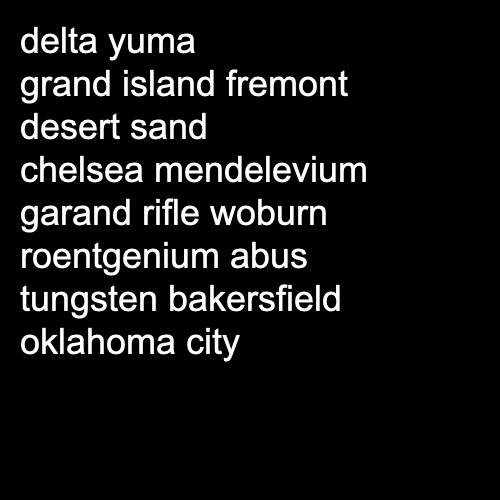 delta yuma
grand island fremont
desert sand
chelsea mendelevium
garand rifle woburn
roentgenium abus
tungsten bakersfield
oklahoma city